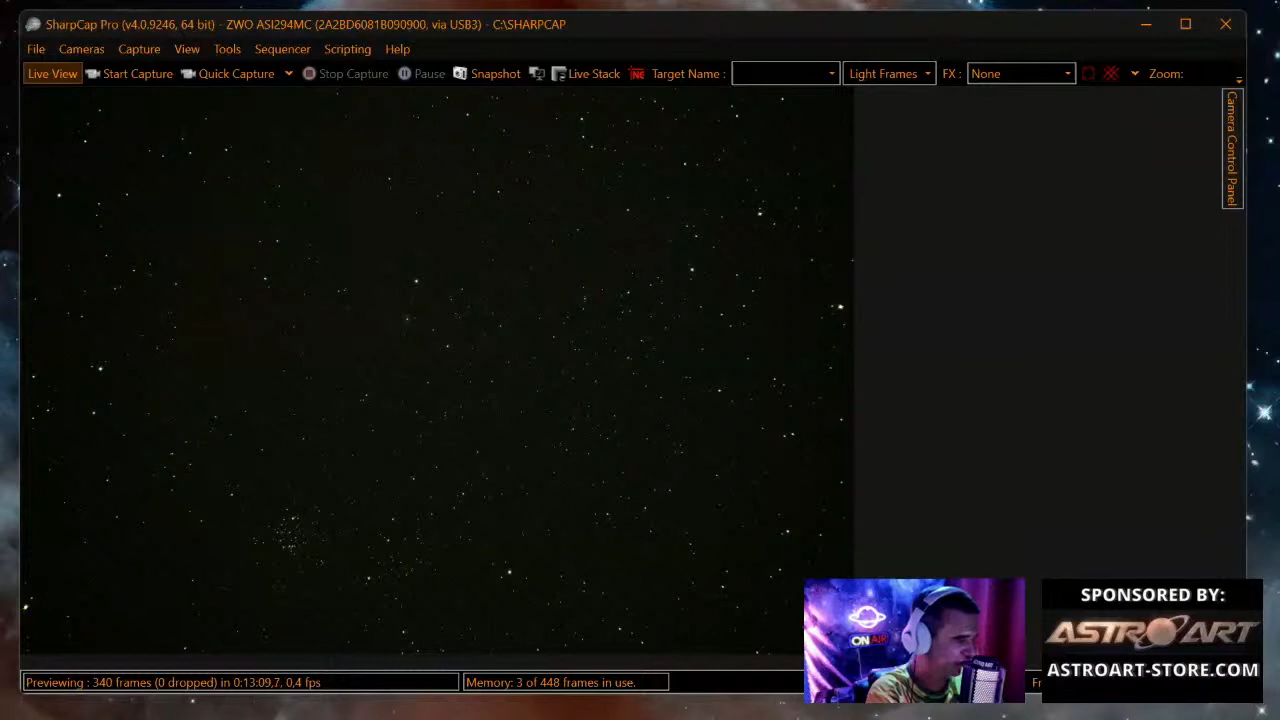 SharpCap Pro (v4.0.9246, 64 bit) - ZWO ASI294MC (2A2BD6081B090900, via USB3) - C:\SHARPCAP
File Cameras Capture View Tools Sequencer Scripting Help
Live View Start Capture Quick Capture Stop Capture Pause Snapshot Live Stack Target Name : Light Frames FX : None Zoom:
Camera Control Panel
ON AIR
SPONSORED BY:
ASTROART
ASTROART-STORE.COM
Previewing : 340 frames (0 dropped) in 0:13:09,7, 0,4 fps Memory: 3 of 448 frames in use.